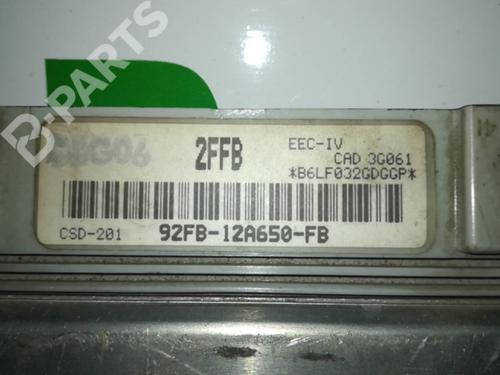 B-PARTS
2FFB
EEC-IV
CAD 3G061
*B6LF032GDGGP*
CSD-201
92FB-12A650-FB